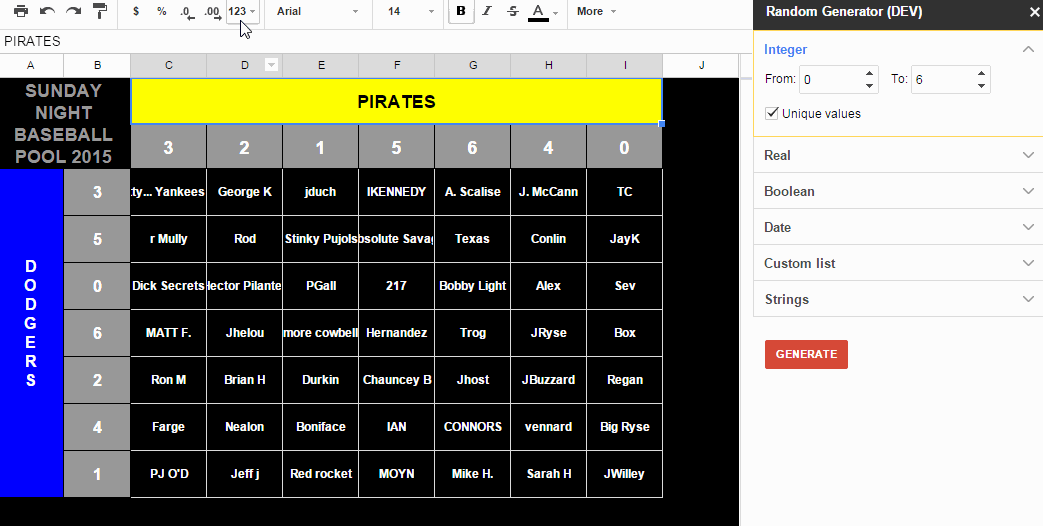 $ % .0 .00 123 Arial 14 B I S A More
Random Generator (DEV)
PIRATES
A B C D E F G H I J
Integer
From: 0 To: 6
Unique values
Real
Boolean
Date
Custom list
Strings
GENERATE
SUNDAY
NIGHT
BASEBALL
POOL 2015
PIRATES
3 2 1 5 6 4 0
DODGERS
3 ty... Yankees George K jduch IKENNEDY A. Scalise J. McCann TC
5 r Mully Rod Stinky Pujols bsolute Sava Texas Conlin JayK
0 Dick Secrets lector Pilante PGall 217 Bobby Light Alex Sev
6 MATT F. Jhelou more cowbell Hernandez Trog JRyse Box
2 Ron M Brian H Durkin Chauncey B Jhost JBuzzard Regan
4 Farge Nealon Boniface IAN CONNORS vennard Big Ryse
1 PJ O'D Jeff j Red rocket MOYN Mike H. Sarah H JWilley